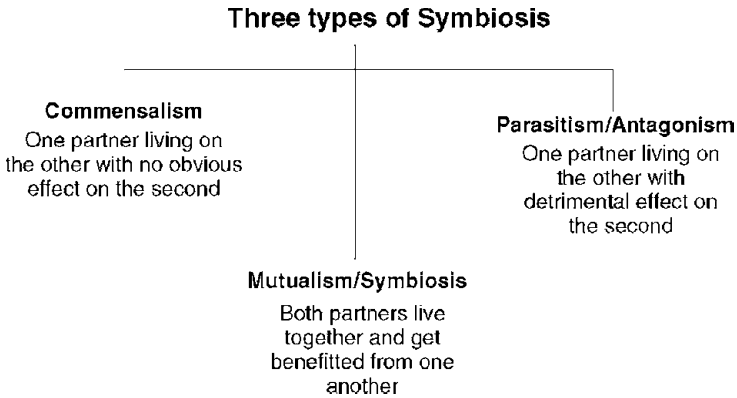 Three types of Symbiosis
Commensalism
One partner living on
the other with no obvious
effect on the second
Parasitism/Antagonism
One partner living on
the other with
detrimental effect on
the second
Mutualism/Symbiosis
Both partners live
together and get
benefitted from one
another